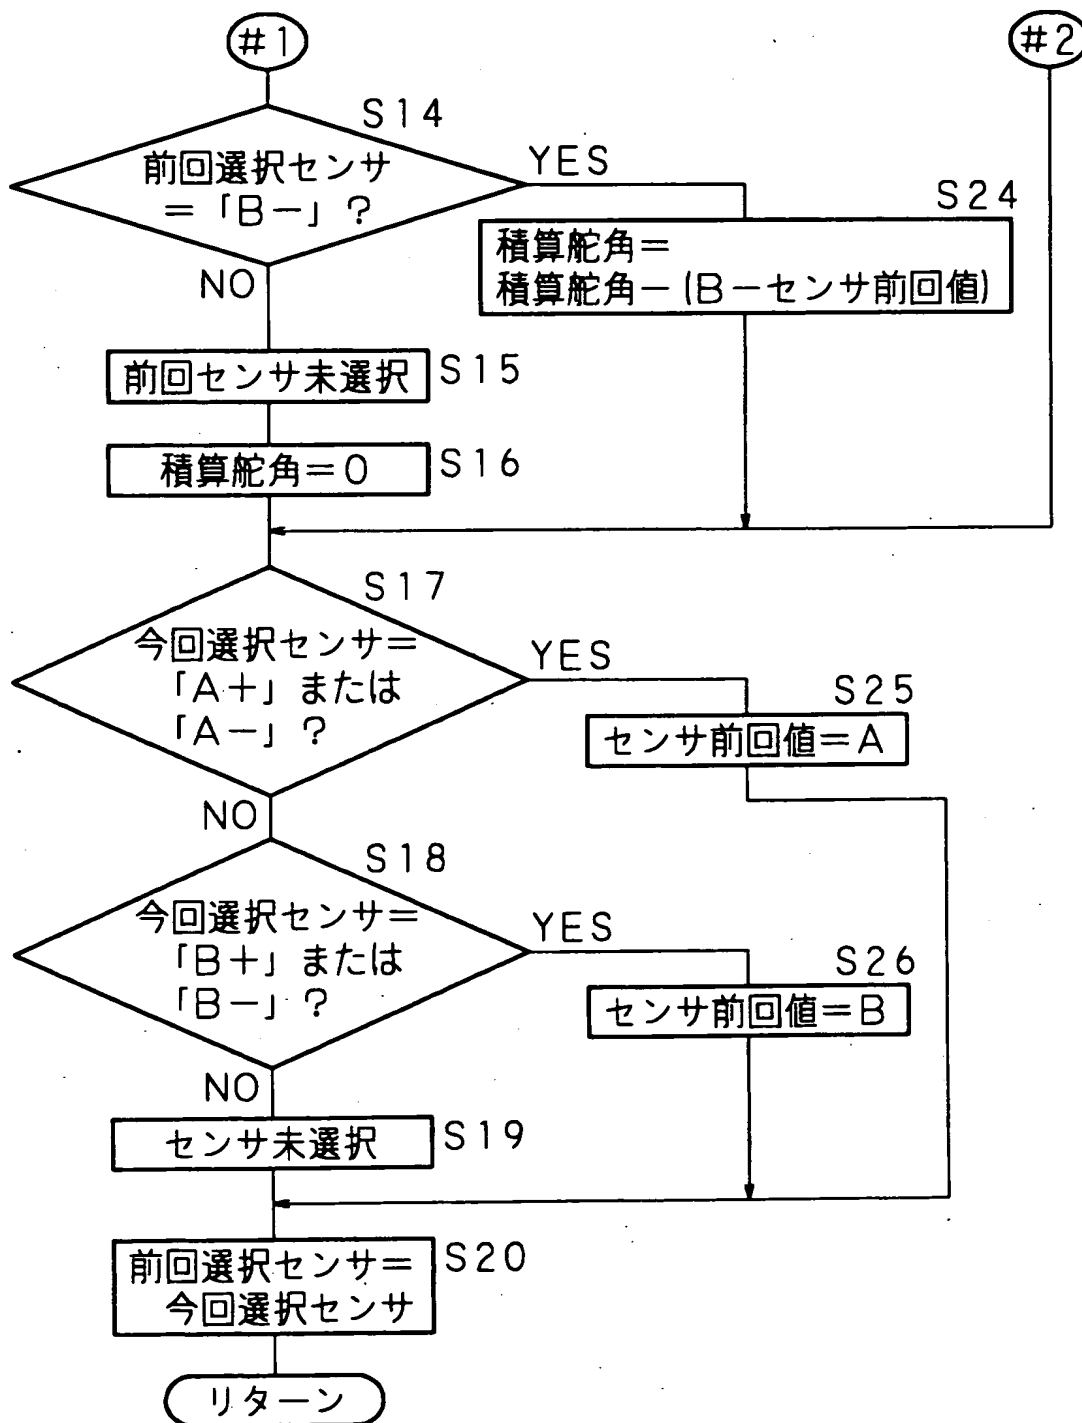 #1
#2
S14
前回選択センサ
=「B-」?
YES
NO
S24
積算舵角=
積算舵角-(B-センサ前回値)
前回センサ未選択
S15
積算舵角=0
S16
S17
今回選択センサ=
「A+」または
「A-」?
YES
NO
S25
センサ前回値=A
S18
今回選択センサ=
「B+」または
「B-」?
YES
NO
S26
センサ前回値=B
センサ未選択
S19
前回選択センサ=
今回選択センサ
S20
リターン